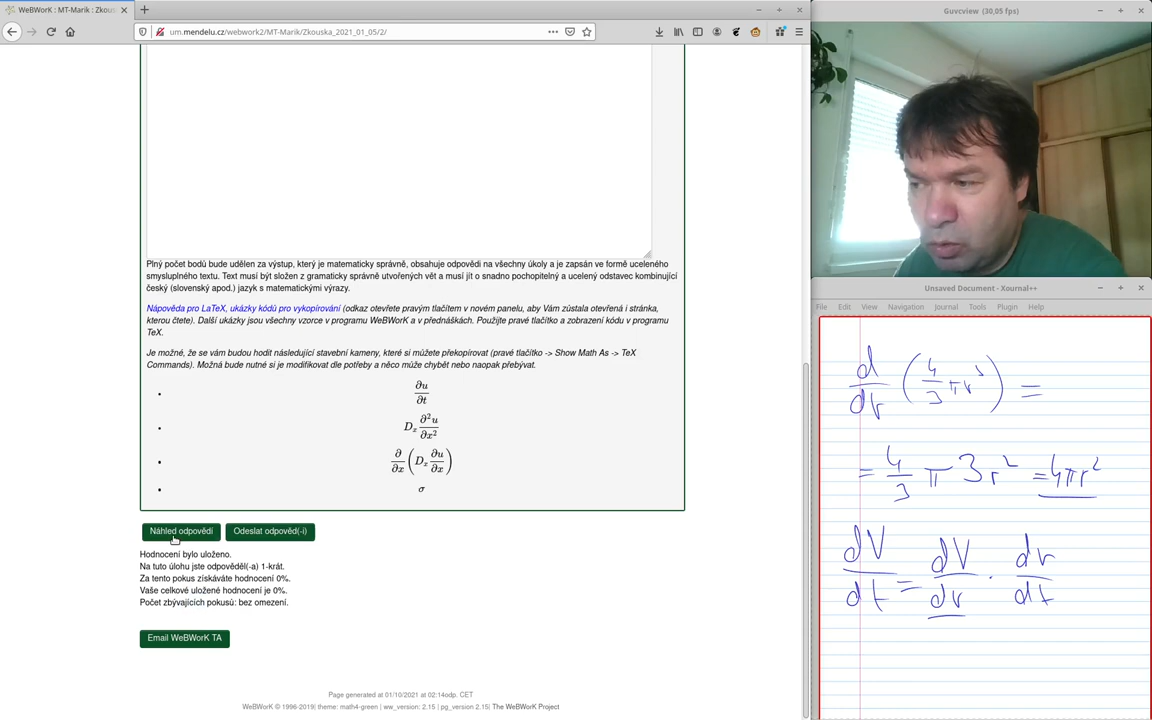 WeBWorK : MT-Marik : Zkous
Guvcview (30,05 fps)
um.mendelu.cz/webwork2/MT-Marik/Zkouska_2021_01_05/2/
Plný počet bodů bude udělen za výstup, který je matematicky správně, obsahuje odpovědi na všechny úkoly a je zapsán ve formě uceleného
smysluplného textu. Text musí být složen z gramaticky správně utvořených vět a musí jít o snadno pochopitelný a ucelený odstavec kombinující
český (slovenský apod.) jazyk s matematickými výrazy.
Nápověda pro LaTeX, ukázky kódů pro vykopírování (odkaz otevřete pravým tlačítem v novém panelu, aby Vám zůstala otevřená i stránka,
kterou čtete). Další ukázky jsou všechny vzorce v programu WeBWorK a v přednáškách. Použijte pravé tlačítko a zobrazení kódu v programu
TeX.
Je možné, že se vám budou hodit následující stavební kameny, které si můžete překopírovat (pravé tlačítko -> Show Math As -> TeX
Commands). Možná bude nutné si je modifikovat dle potřeby a něco může chybět nebo naopak přebývat.
• ∂u/∂t
• D_x ∂²u/∂x²
• ∂/∂x (D_x ∂u/∂x)
• σ
Náhled odpovědí Odeslat odpověď(-i)
Hodnocení bylo uloženo.
Na tuto úlohu jste odpověděl(-a) 1-krát.
Za tento pokus získáváte hodnocení 0%.
Vaše celkové uložené hodnocení je 0%.
Počet zbývajících pokusů: bez omezení.
Email WeBWorK TA
Page generated at 01/10/2021 at 02:14odp. CET
WeBWorK © 1996-2019| theme: math4-green | ww_version: 2.15 | pg_version 2.15| The WeBWorK Project
Unsaved Document - Xournal++
File Edit View Navigation Journal Tools Plugin Help
d/dr (4/3 πr³) =
= 4/3 π 3r² = 4πr²
dV/dt = dV/dr · dr/dt